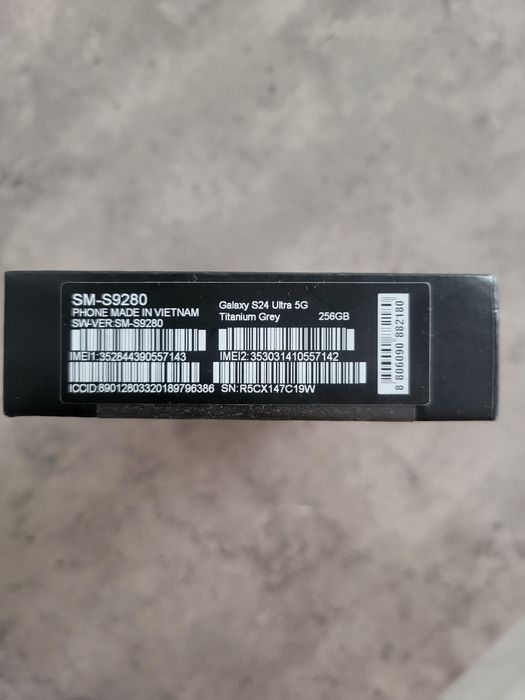 SM-S9280
PHONE MADE IN VIETNAM
SW-VER:SM-S9280
Galaxy S24 Ultra 5G
Titanium Grey 256GB
IMEI1:352844390557143
IMEI2:353031410557142
ICCID:89012803320189796386
SN:R5CX147C19W
8 806090 882180